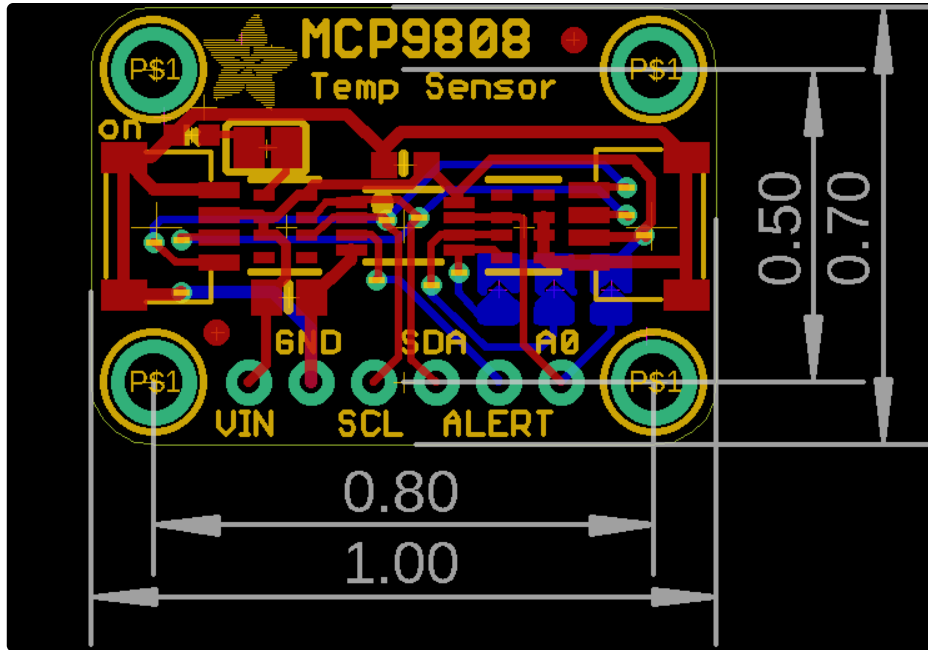 MCP9808
P$1
P$1
Temp Sensor
on
0.50
0.70
GND SDA A0
P$1
P$1
VIN SCL ALERT
0.80
1.00